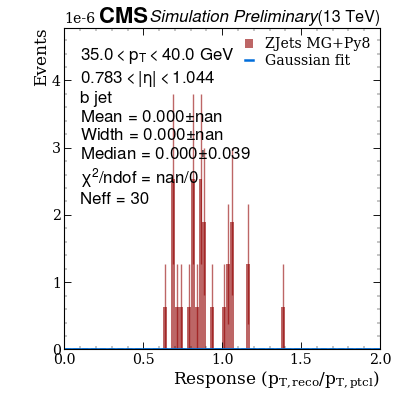 1e-6 CMS Simulation Preliminary (13 TeV)
Events
35.0 < p_T < 40.0 GeV
0.783 < |η| < 1.044
b jet
Mean = 0.000±nan
Width = 0.000±nan
Median = 0.000±0.039
χ²/ndof = nan/0
Neff = 30
ZJets MG+Py8
Gaussian fit
4
3
2
1
0
0.0 0.5 1.0 1.5 2.0
Response (p_T,reco/p_T,ptcl)